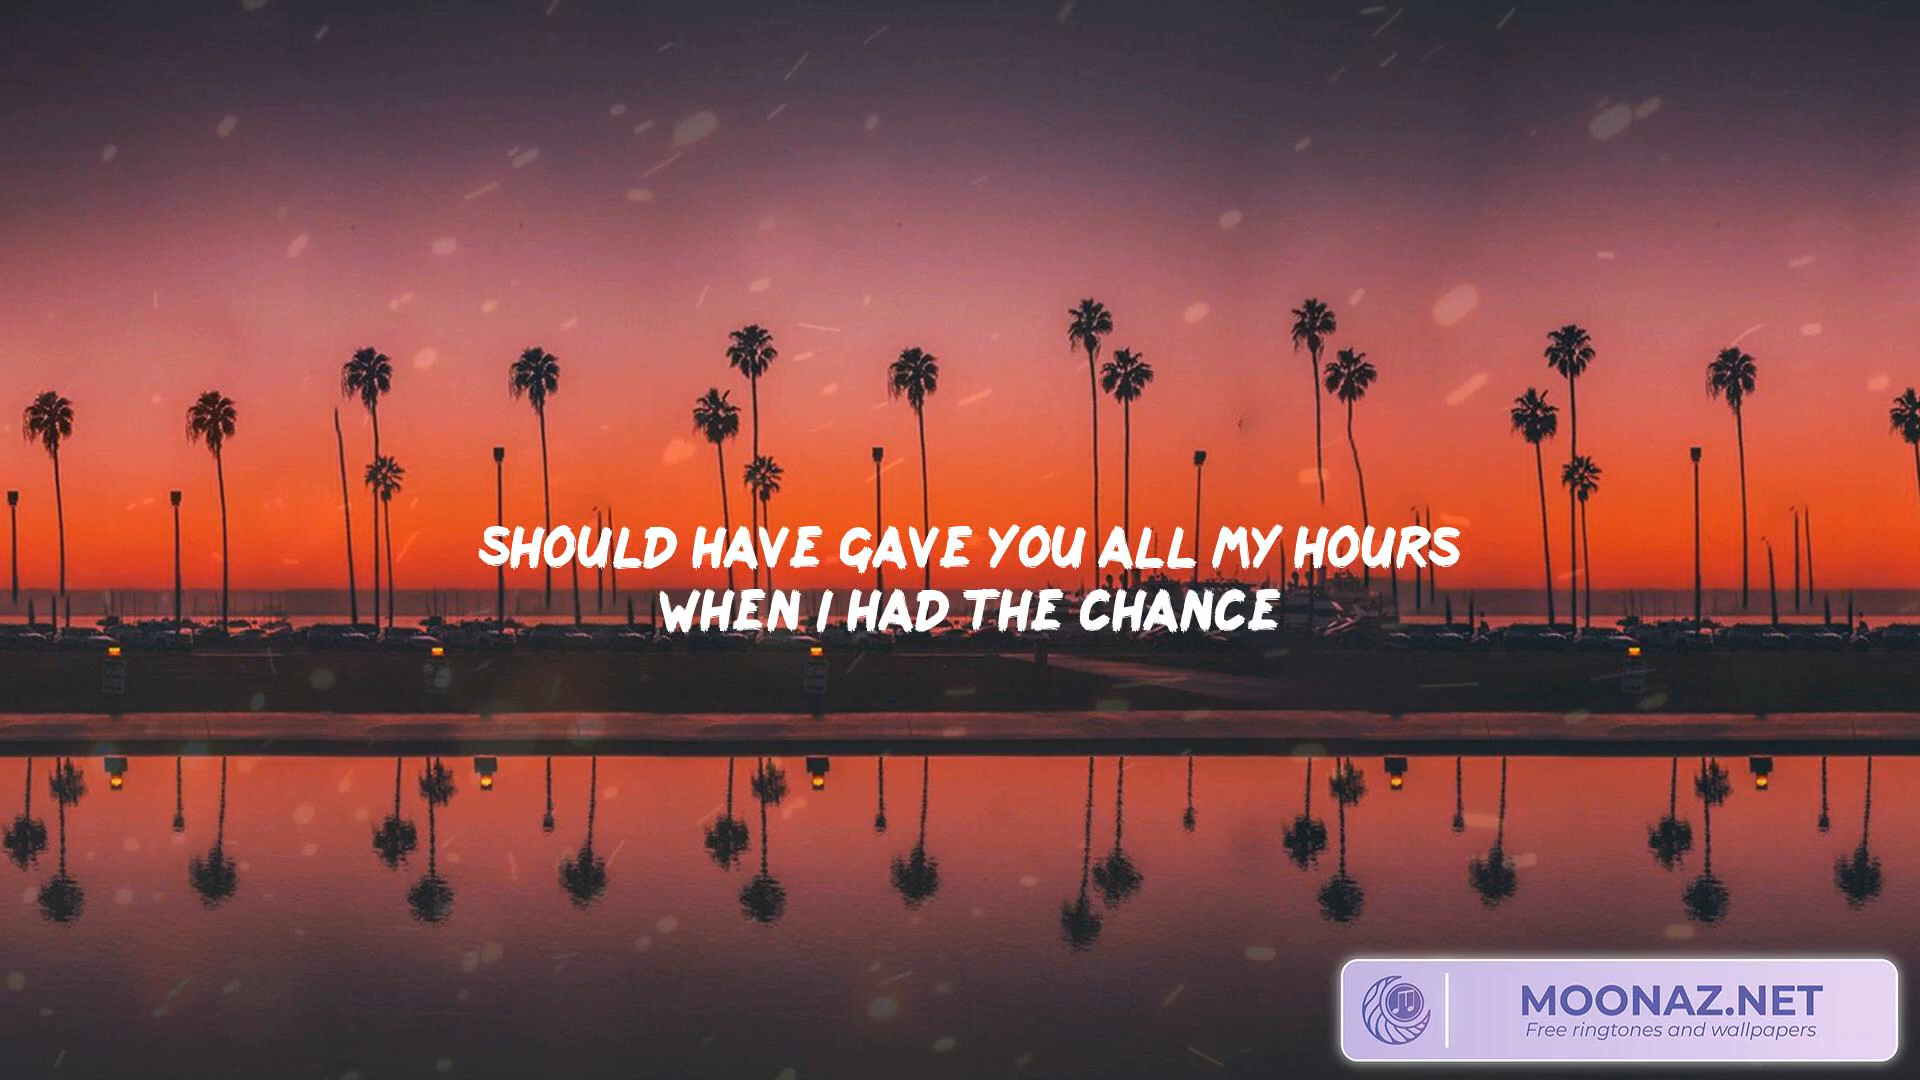 SHOULD HAVE GAVE YOU ALL MY HOURS
WHEN I HAD THE CHANCE
MOONAZ.NET
Free ringtones and wallpapers